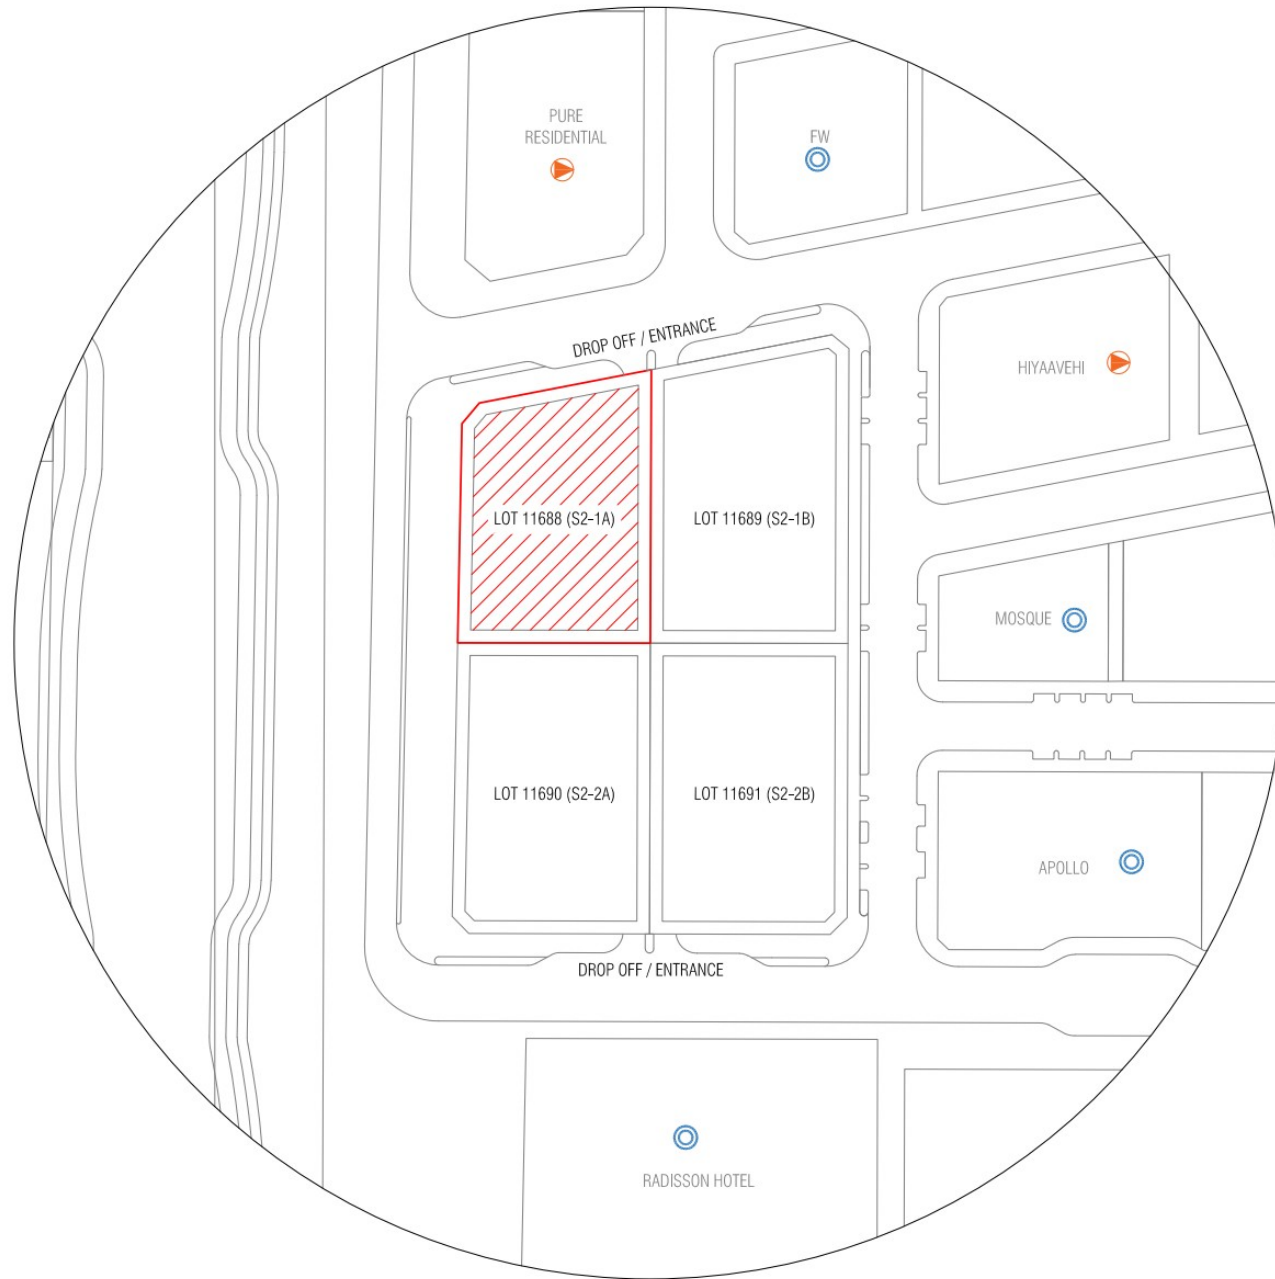 PURE
RESIDENTIAL
FW
DROP OFF / ENTRANCE
HIYAAVEHI
LOT 11688 (S2-1A)
LOT 11689 (S2-1B)
MOSQUE
LOT 11690 (S2-2A)
LOT 11691 (S2-2B)
APOLLO
DROP OFF / ENTRANCE
RADISSON HOTEL